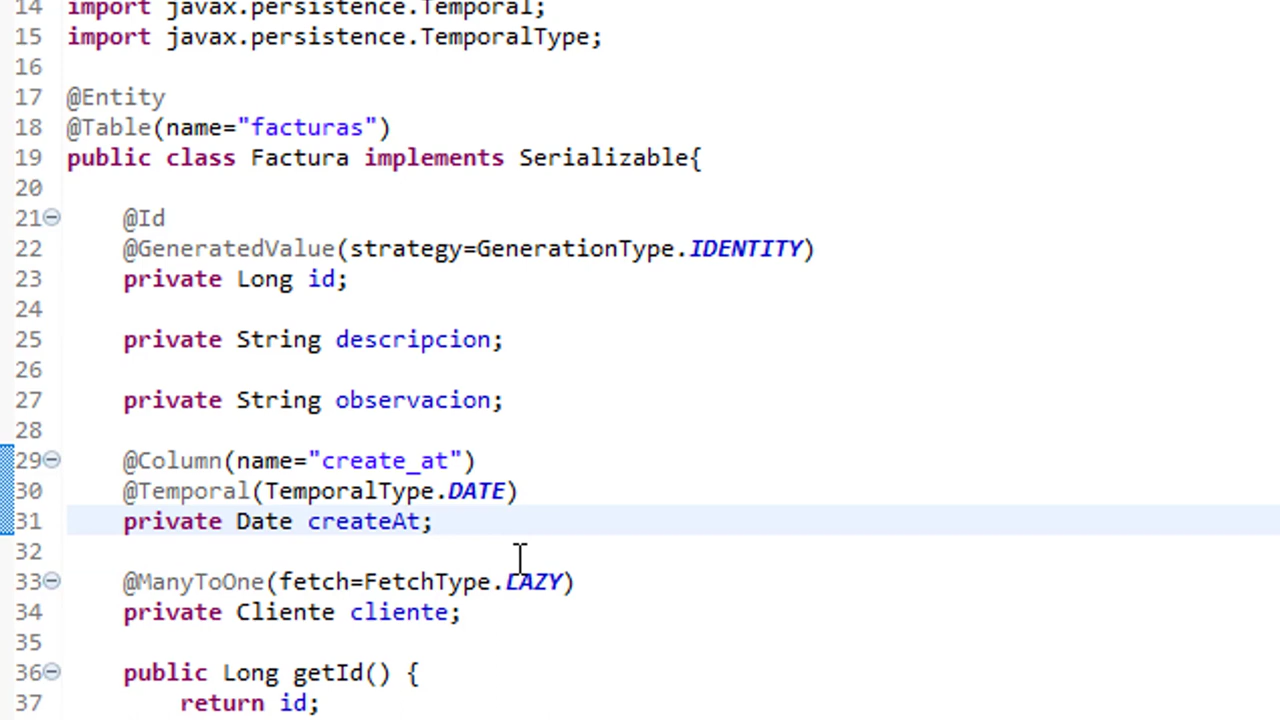 14 import javax.persistence.Temporal;
15 import javax.persistence.TemporalType;
16
17 @Entity
18 @Table(name="facturas")
19 public class Factura implements Serializable{
20
21 @Id
22 @GeneratedValue(strategy=GenerationType.IDENTITY)
23 private Long id;
24
25 private String descripcion;
26
27 private String observacion;
28
29 @Column(name="create_at")
30 @Temporal(TemporalType.DATE)
31 private Date createAt;
32
33 @ManyToOne(fetch=FetchType.LAZY)
34 private Cliente cliente;
35
36 public Long getId() {
37 return id;